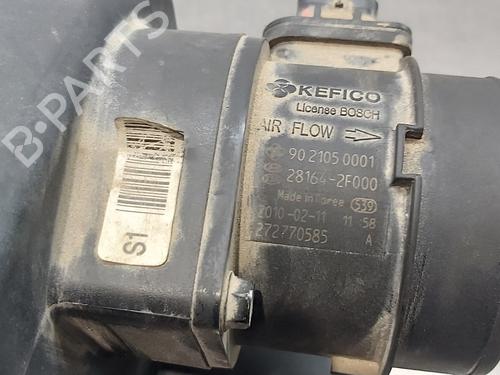 B-PARTS
KEFICO
License BOSCH
AIR FLOW
90 2105 0001
28164-2F000
Made in Korea S39
2010-02-11 11:58
272770585 A
S1